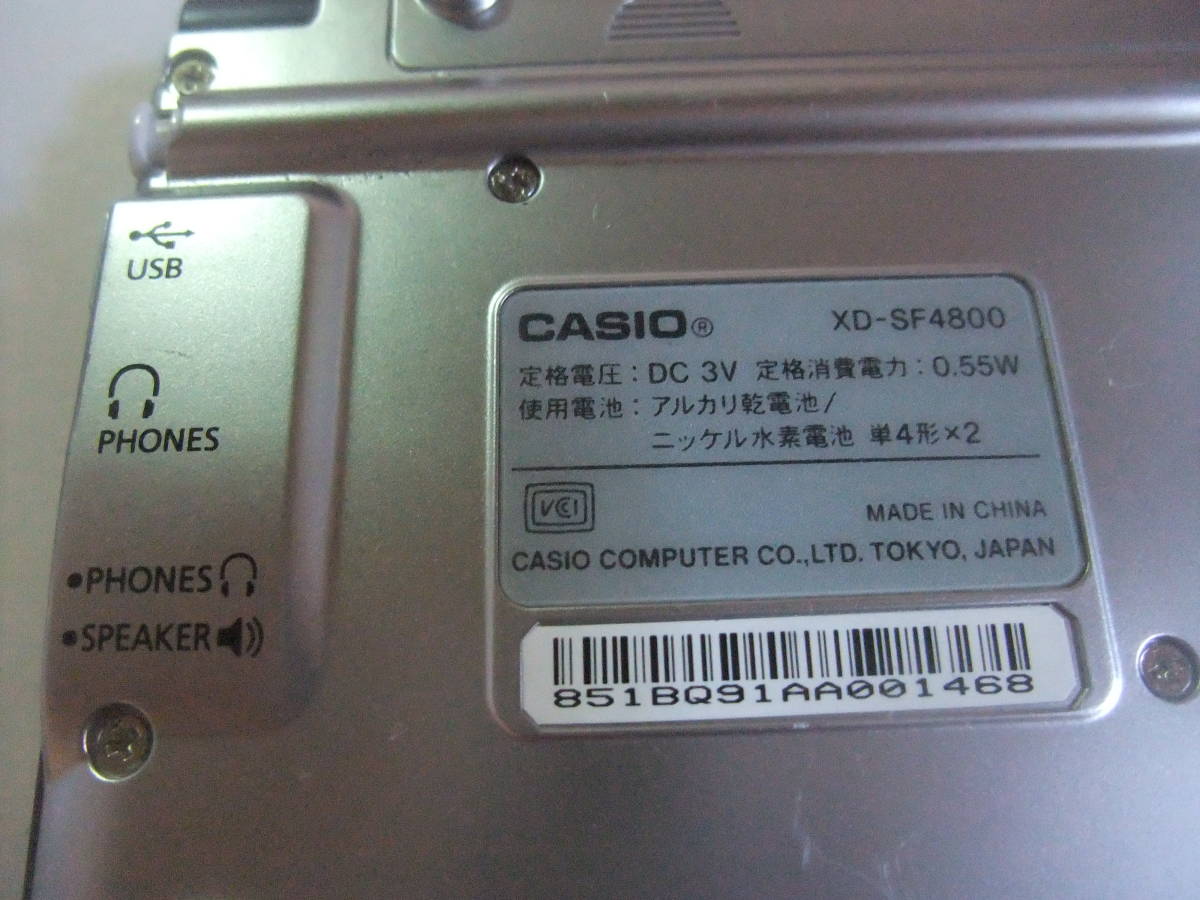 USB
PHONES
•PHONES
•SPEAKER
CASIO® XD-SF4800
定格電圧：DC 3V 定格消費電力：0.55W
使用電池：アルカリ乾電池/
ニッケル水素電池 単4形×2
VCI
MADE IN CHINA
CASIO COMPUTER CO.,LTD. TOKYO, JAPAN
851BQ91AA001468